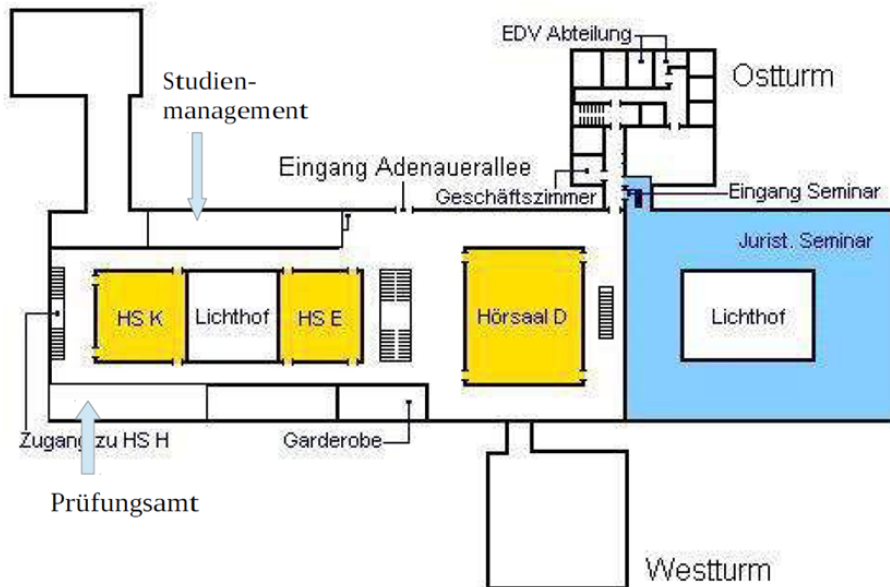 EDV Abteilung
Ostturm
Studien-
management
Eingang Adenauerallee
Geschäftszimmer
Eingang Seminar
Jurist. Seminar
HS K
Lichthof
HS E
Hörsaal D
Lichthof
Zugang zu HS H
Garderobe
Prüfungsamt
Westturm